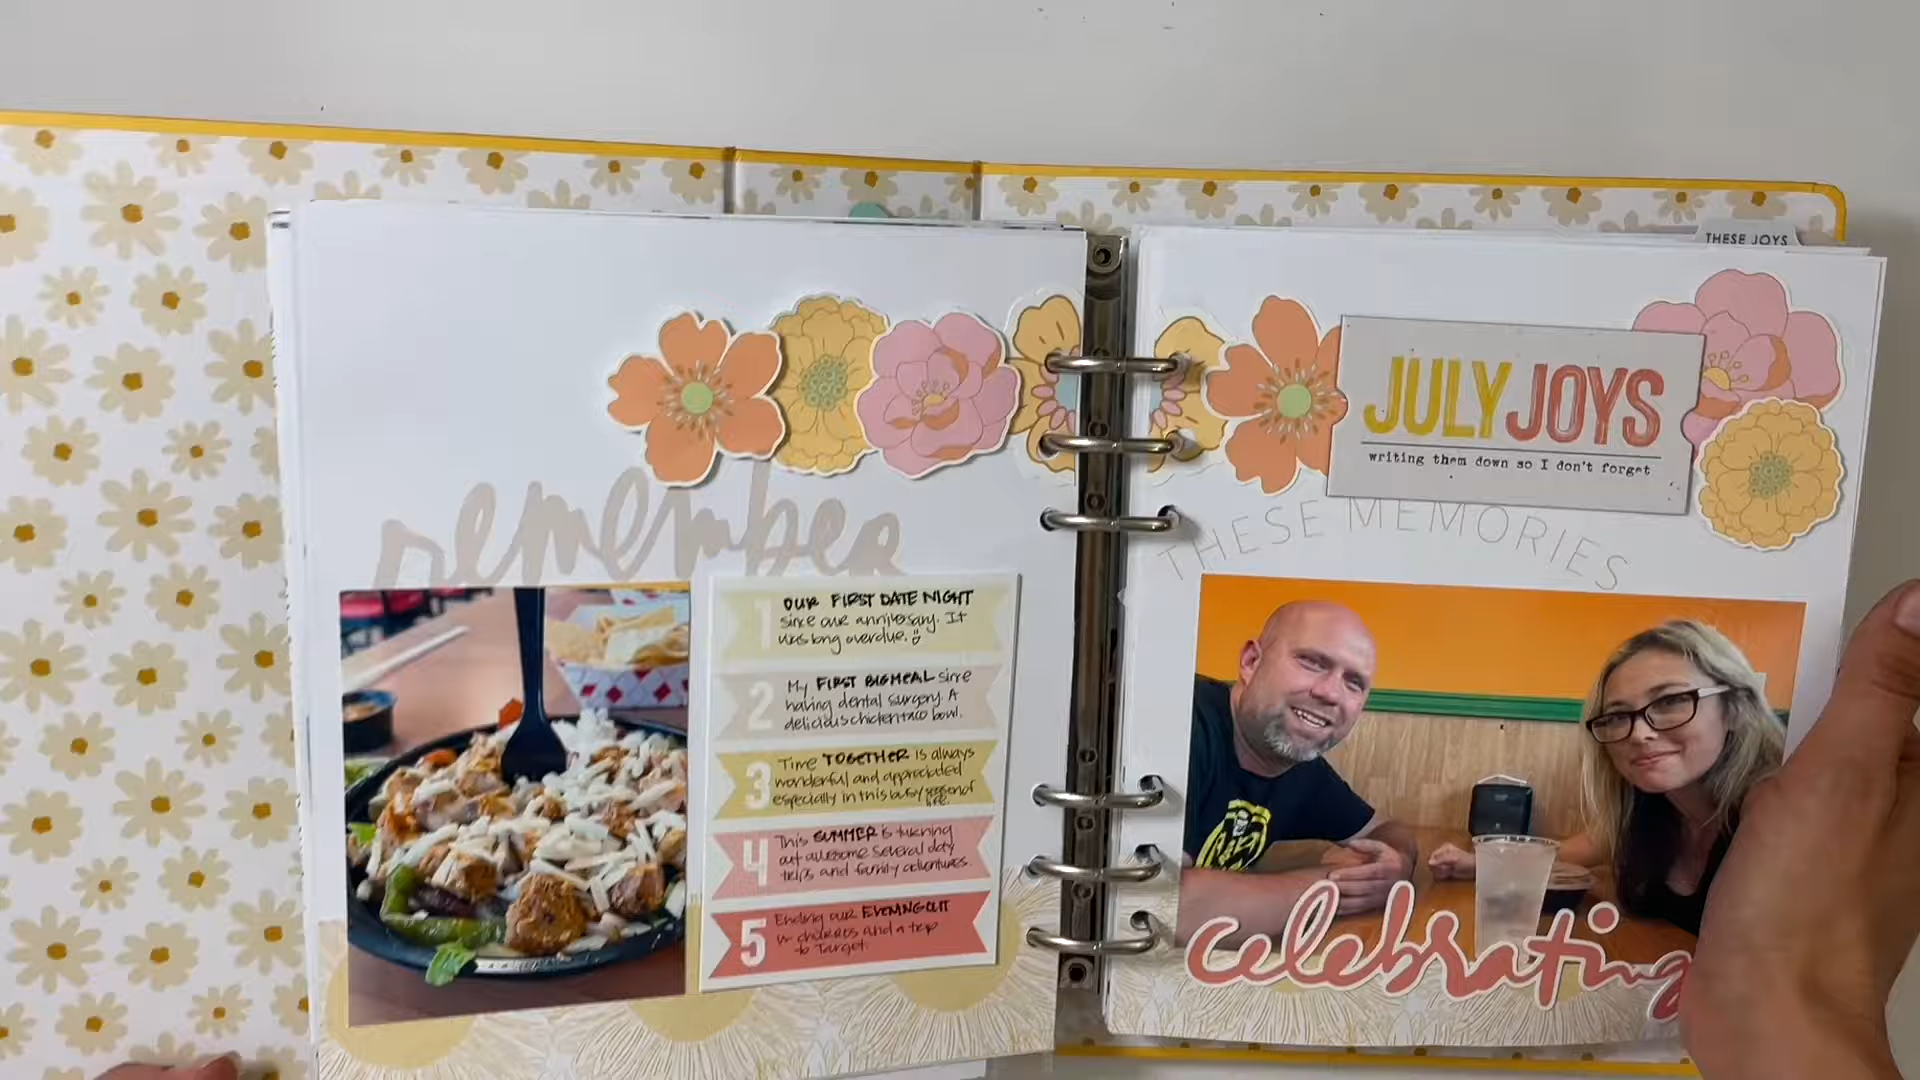 remember
1
OUR FIRST DATE NIGHT
since our anniversary. It
was long overdue.
2
My FIRST BIG MEAL since
having dental surgery. A
delicious chicken taco bowl.
3
Time TOGETHER is always
wonderful and appreciated
especially in this busy season of
life.
4
This SUMMER is turning
out awesome several day
trips and family adventures.
5
Ending our EVENING OUT
w/ churros and a trip
to Target.
THESE JOYS
JULY JOYS
writing them down so I don't forget
THESE MEMORIES
celebrating